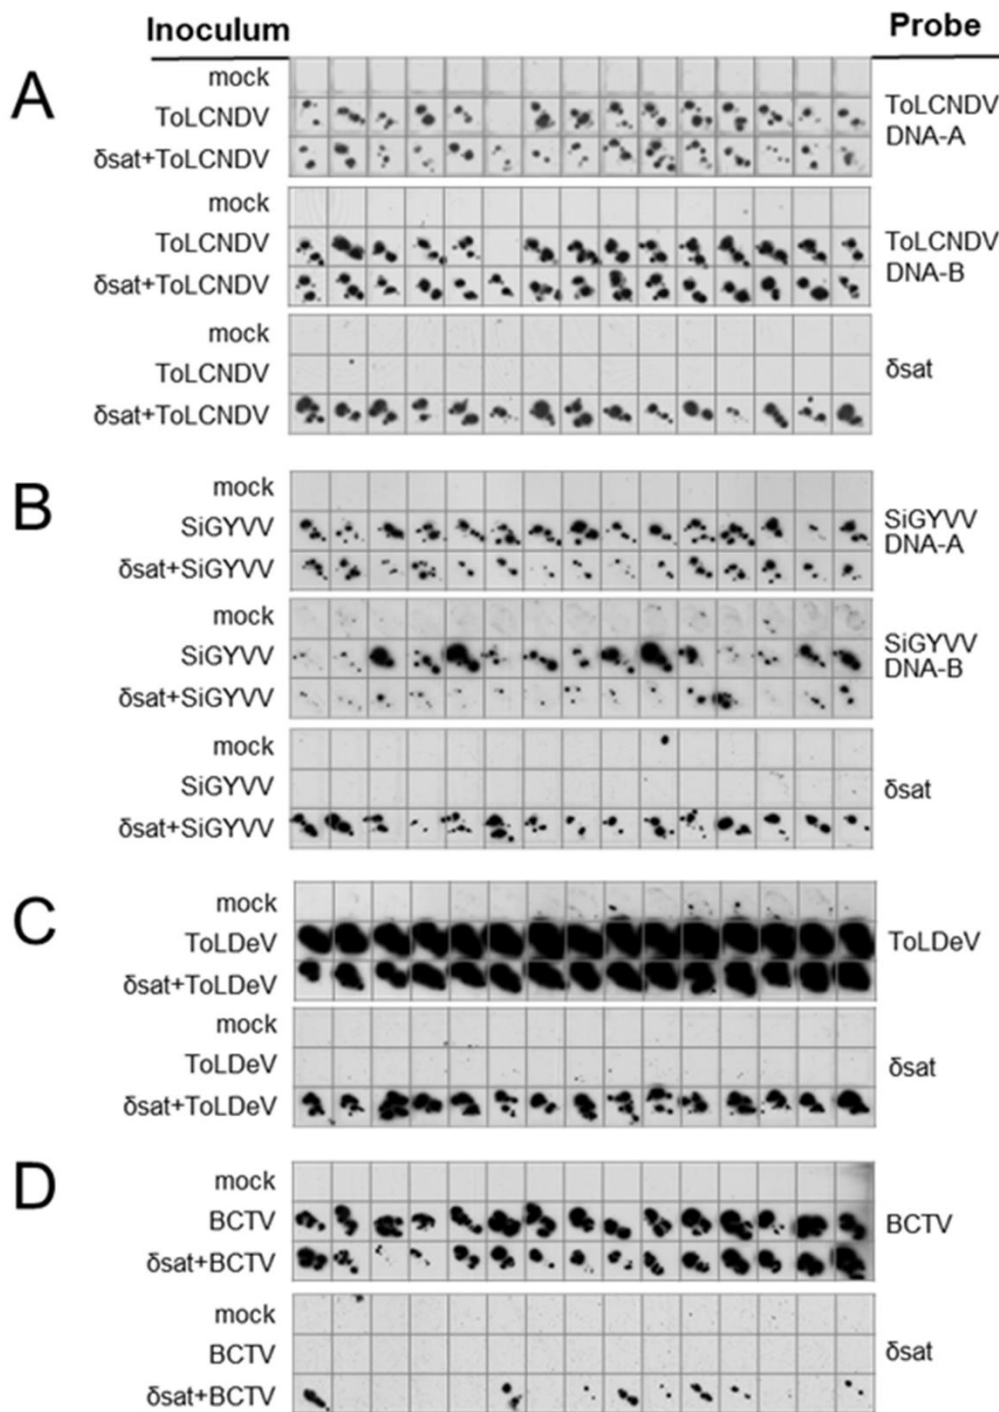 Inoculum Probe
A
mock
ToLCNDV
δsat+ToLCNDV
ToLCNDV
DNA-A
mock
ToLCNDV
δsat+ToLCNDV
ToLCNDV
DNA-B
mock
ToLCNDV
δsat+ToLCNDV
δsat
B
mock
SiGYVV
δsat+SiGYVV
SiGYVV
DNA-A
mock
SiGYVV
δsat+SiGYVV
SiGYVV
DNA-B
mock
SiGYVV
δsat+SiGYVV
δsat
C
mock
ToLDeV
δsat+ToLDeV
ToLDeV
mock
ToLDeV
δsat+ToLDeV
δsat
D
mock
BCTV
δsat+BCTV
BCTV
mock
BCTV
δsat+BCTV
δsat